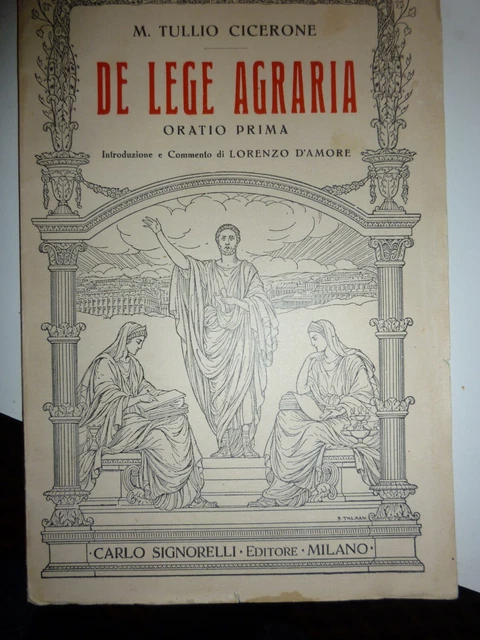 M. TULLIO CICERONE
DE LEGE AGRARIA
ORATIO PRIMA
Introduzione e Commento di LORENZO D'AMORE
CARLO SIGNORELLI · EDITORE · MILANO ·